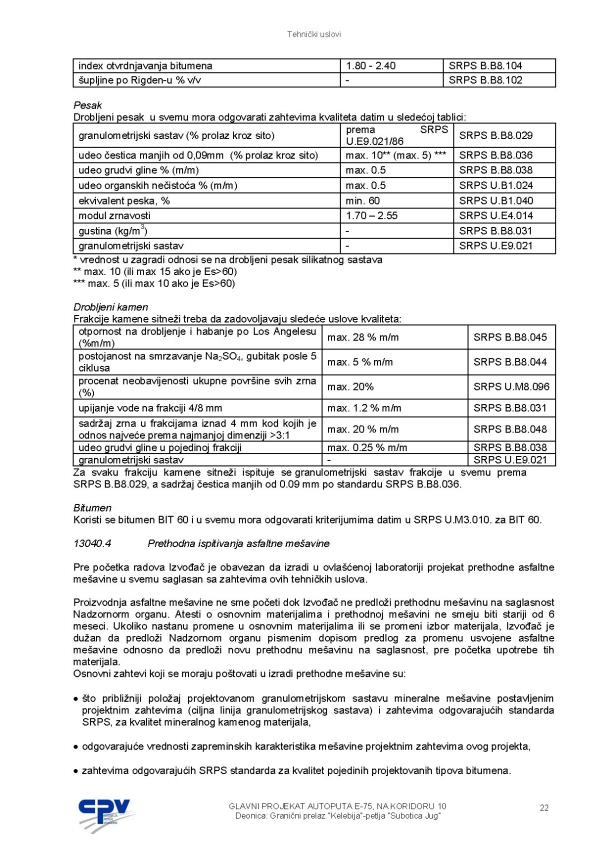 Tehnički uslovi
index otvrdnjavanja bitumena 1.80 - 2.40 SRPS B.B8.104
šupljine po Rigden-u % v/v - SRPS B.B8.102
Pesak
Drobljeni pesak u svemu mora odgovarati zahtevima kvaliteta datim u sledećoj tablici:
granulometrijski sastav (% prolaz kroz sito) prema SRPS U.E9.021/86 SRPS B.B8.029
udeo čestica manjih od 0,09mm (% prolaz kroz sito) max. 10** (max. 5) *** SRPS B.B8.036
udeo grudvi gline % (m/m) max. 0.5 SRPS B.B8.038
udeo organskih nečistoća % (m/m) max. 0.5 SRPS U.B1.024
ekvivalent peska, % min. 60 SRPS U.B1.040
modul zrnavosti 1.70 – 2.55 SRPS U.E4.014
gustina (kg/m³) - SRPS B.B8.031
granulometrijski sastav - SRPS U.E9.021
* vrednost u zagradi odnosi se na drobljeni pesak silikatnog sastava
** max. 10 (ili max 15 ako je Es>60)
*** max. 5 (ili max 10 ako je Es>60)
Drobljeni kamen
Frakcije kamene sitneži treba da zadovoljavaju sledeće uslove kvaliteta:
otpornost na drobljenje i habanje po Los Angelesu (%m/m) max. 28 % m/m SRPS B.B8.045
postojanost na smrzavanje Na₂SO₄, gubitak posle 5 ciklusa max. 5 % m/m SRPS B.B8.044
procenat neobavijenosti ukupne površine svih zrna (%) max. 20% SRPS U.M8.096
upijanje vode na frakciji 4/8 mm max. 1.2 % m/m SRPS B.B8.031
sadržaj zrna u frakcijama iznad 4 mm kod kojih je odnos najveće prema najmanjoj dimenziji >3:1 max. 20 % m/m SRPS B.B8.048
udeo grudvi gline u pojedinoj frakciji max. 0.25 % m/m SRPS B.B8.038
granulometrijski sastav - SRPS U.E9.021
Za svaku frakciju kamene sitneži ispituje se granulometrijski sastav frakcije u svemu prema
SRPS B.B8.029, a sadržaj čestica manjih od 0.09 mm po standardu SRPS B.B8.036.
Bitumen
Koristi se bitumen BIT 60 i u svemu mora odgovarati kriterijumima datim u SRPS U.M3.010. za BIT 60.
13040.4 Prethodna ispitivanja asfaltne mešavine
Pre početka radova Izvođač je obavezan da izradi u ovlašćenoj laboratoriji projekat prethodne asfaltne
mešavine u svemu saglasan sa zahtevima ovih tehničkih uslova.
Proizvodnja asfaltne mešavine ne sme početi dok Izvođač ne predloži prethodnu mešavinu na saglasnost
Nadzornorm organu. Atesti o osnovnim materijalima i prethodnoj mešavini ne smeju biti stariji od 6
meseci. Ukoliko nastanu promene u osnovnim materijalima ili se promeni izbor materijala, Izvođač je
dužan da predloži Nadzornom organu pismenim dopisom predlog za promenu usvojene asfaltne
mešavine odnosno da predloži novu prethodnu mešavinu na saglasnost, pre početka upotrebe tih
materijala.
Osnovni zahtevi koji se moraju poštovati u izradi prethodne mešavine su:
• što približniji položaj projektovanom granulometrijskom sastavu mineralne mešavine postavljenim
projektnim zahtevima (ciljna linija granulometrijskog sastava) i zahtevima odgovarajućih standarda
SRPS, za kvalitet mineralnog kamenog materijala,
• odgovarajuće vrednosti zapreminskih karakteristika mešavine projektnim zahtevima ovog projekta,
• zahtevima odgovarajućih SRPS standarda za kvalitet pojedinih projektovanih tipova bitumena.
CPV
GLAVNI PROJEKAT AUTOPUTA E-75, NA KORIDORU 10
Deonica: Granični prelaz "Kelebija"-petlja "Subotica Jug"
22